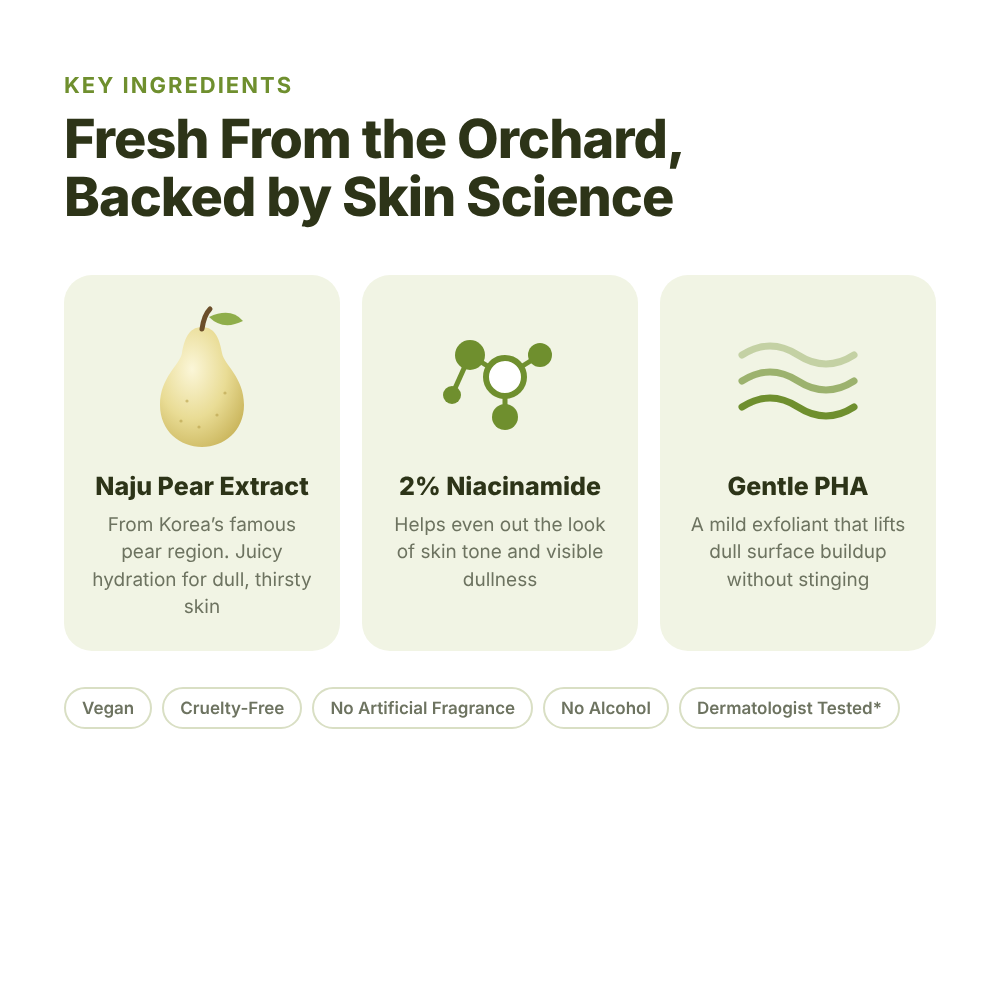 KEY INGREDIENTS
Fresh From the Orchard,
Backed by Skin Science
Naju Pear Extract
From Korea’s famous
pear region. Juicy
hydration for dull, thirsty
skin
2% Niacinamide
Helps even out the look
of skin tone and visible
dullness
Gentle PHA
A mild exfoliant that lifts
dull surface buildup
without stinging
Vegan
Cruelty-Free
No Artificial Fragrance
No Alcohol
Dermatologist Tested*